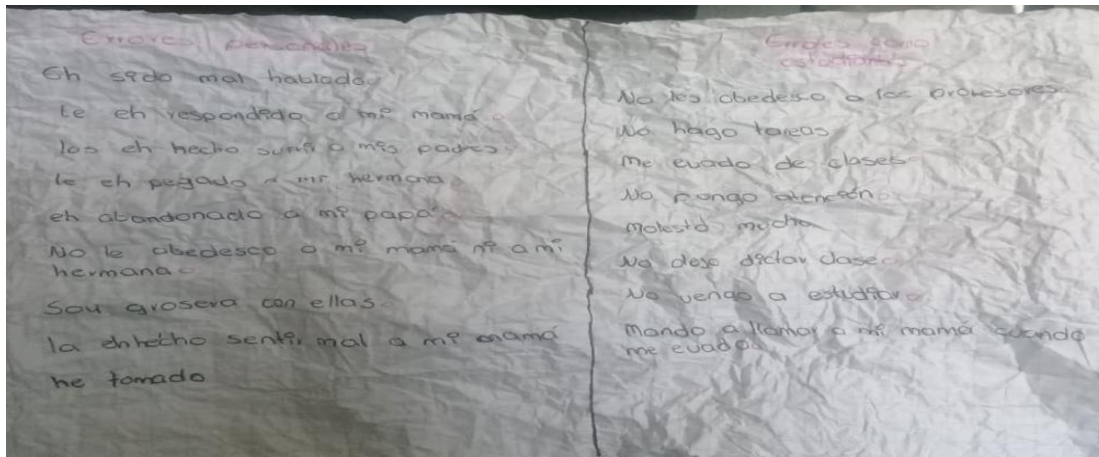 Errores personales
Eh sido mal hablada
le eh respondido a mi mamá
los eh hecho sufrir a mis padres
le eh pegado a mi hermana
eh abandonado a mi papá
No le obedesco a mi mamá ni a mi
hermana
Soy grosera con ellas
la eh hecho sentir mal a mi mamá
he tomado
Errores como
estudiante
No les obedesco a los profesores
No hago tareas
me evado de clases
No pongo atención
molesto mucho
No dejo dictar clase
No vengo a estudiar
Mando a llamar a mi mamá cuando
me evado